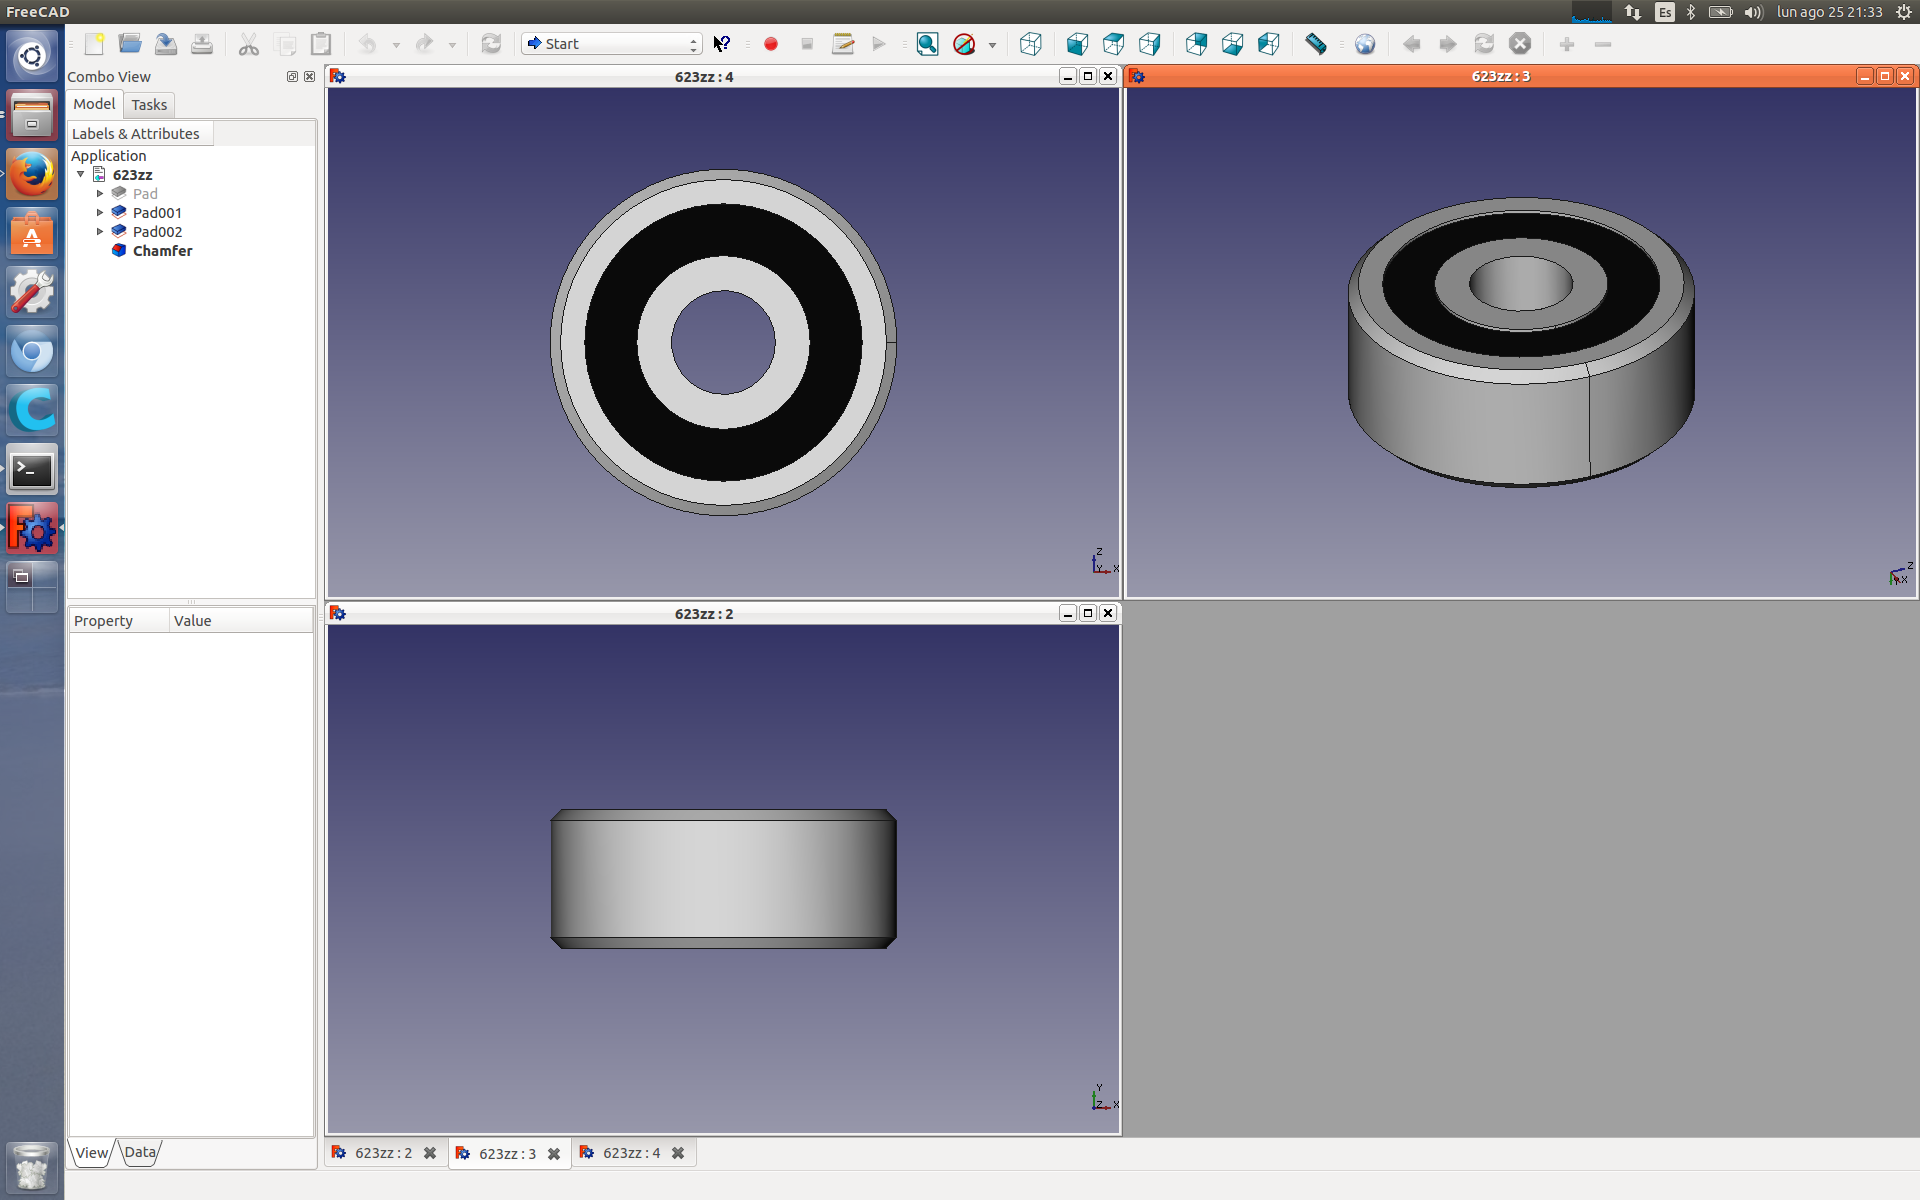 FreeCAD
Es
lun ago 25 21:33
Start
Combo View
Model Tasks
Labels & Attributes
Application
623zz
Pad
Pad001
Pad002
Chamfer
Property Value
View Data
623zz : 4
Z
Y X
623zz : 3
Z
X
623zz : 2
Y
Z X
623zz : 2
623zz : 3
623zz : 4